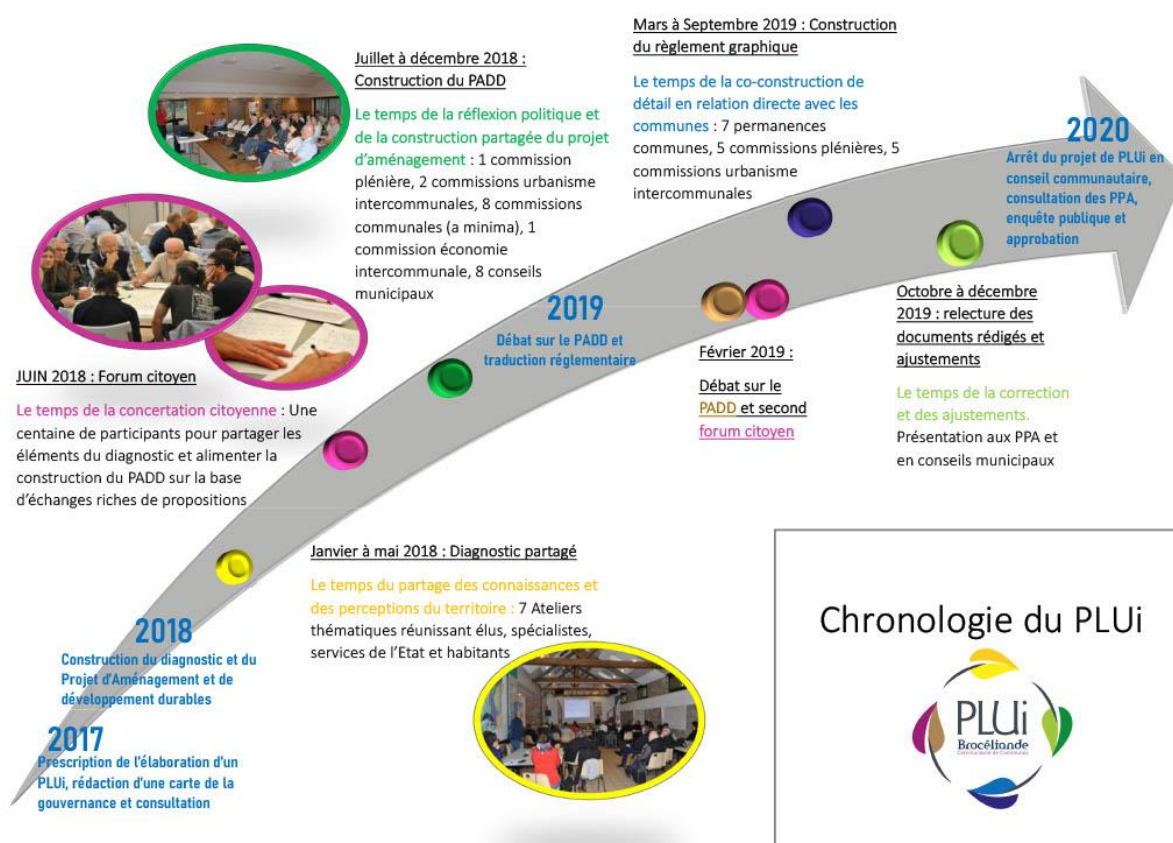 Mars à Septembre 2019 : Construction
du règlement graphique
Le temps de la co-construction de
détail en relation directe avec les
communes : 7 permanences
communes, 5 commissions plénières, 5
commissions urbanisme
intercommunales
Juillet à décembre 2018 :
Construction du PADD
Le temps de la réflexion politique et
de la construction partagée du projet
d'aménagement : 1 commission
plénière, 2 commissions urbanisme
intercommunales, 8 commissions
communales (a minima), 1
commission économie
intercommunale, 8 conseils
municipaux
2020
Arrêt du projet de PLUi en
conseil communautaire,
consultation des PPA,
enquête publique et
approbation
2019
Débat sur le PADD et
traduction réglementaire
Octobre à décembre
2019 : relecture des
documents rédigés et
ajustements
Le temps de la correction
et des ajustements.
Présentation aux PPA et
en conseils municipaux
Février 2019 :
Débat sur le
PADD et second
forum citoyen
JUIN 2018 : Forum citoyen
Le temps de la concertation citoyenne : Une
centaine de participants pour partager les
éléments du diagnostic et alimenter la
construction du PADD sur la base
d'échanges riches de propositions
Janvier à mai 2018 : Diagnostic partagé
Le temps du partage des connaissances et
des perceptions du territoire : 7 Ateliers
thématiques réunissant élus, spécialistes,
services de l'Etat et habitants
2018
Construction du diagnostic et du
Projet d'Aménagement et de
développement durables
2017
Prescription de l'élaboration d'un
PLUi, rédaction d'une carte de la
gouvernance et consultation
Chronologie du PLUi
PLUi
Brocéliande
Communauté de Communes